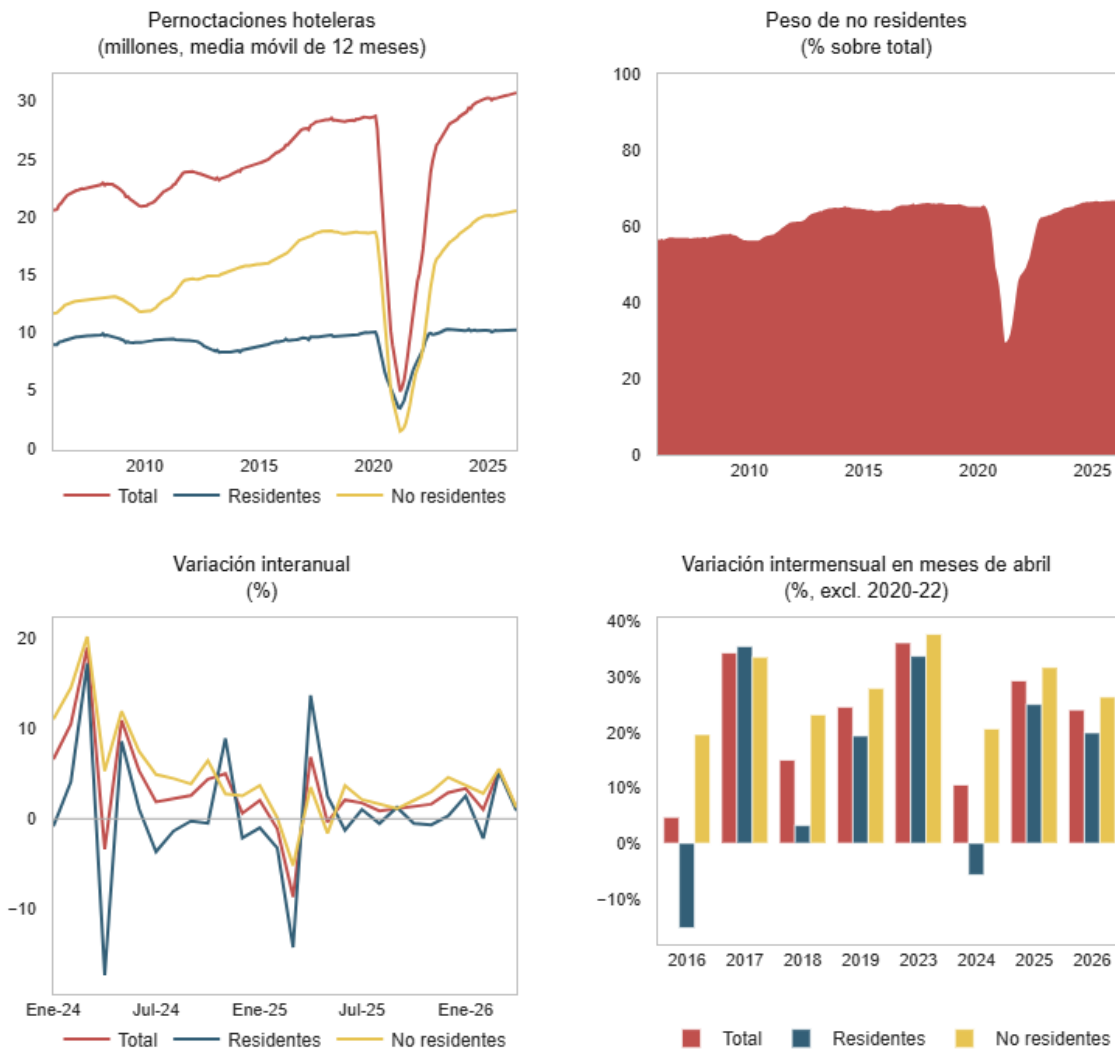 Pernoctaciones hoteleras
(millones, media móvil de 12 meses)
30
25
20
15
10
5
0
2010 2015 2020 2025
Total Residentes No residentes
Peso de no residentes
(% sobre total)
100
80
60
40
20
0
2010 2015 2020 2025
Variación interanual
(%)
20
10
0
−10
Ene-24 Jul-24 Ene-25 Jul-25 Ene-26
Total Residentes No residentes
Variación intermensual en meses de abril
(%, excl. 2020-22)
40%
30%
20%
10%
0%
−10%
2016 2017 2018 2019 2023 2024 2025 2026
Total Residentes No residentes